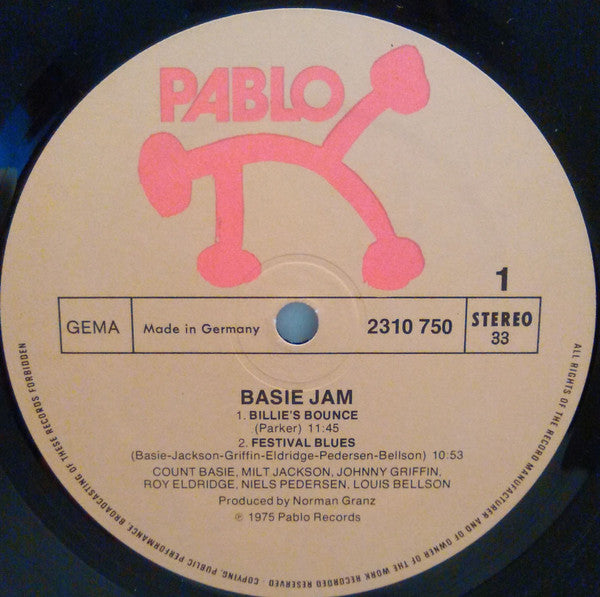 PABLO
1
GEMA
Made in Germany
2310 750
STEREO
33
BASIE JAM
1. BILLIE'S BOUNCE
(Parker) 11:45
2. FESTIVAL BLUES
(Basie-Jackson-Griffin-Eldridge-Pedersen-Bellson) 10:53
COUNT BASIE, MILT JACKSON, JOHNNY GRIFFIN,
ROY ELDRIDGE, NIELS PEDERSEN, LOUIS BELLSON
Produced by Norman Granz
℗ 1975 Pablo Records
ALL RIGHTS OF THE RECORD MANUFACTURER AND OF OWNER OF THE WORK RECORDED RESERVED · COPYING, PUBLIC PERFORMANCE, BROADCASTING OF THESE RECORDS FORBIDDEN